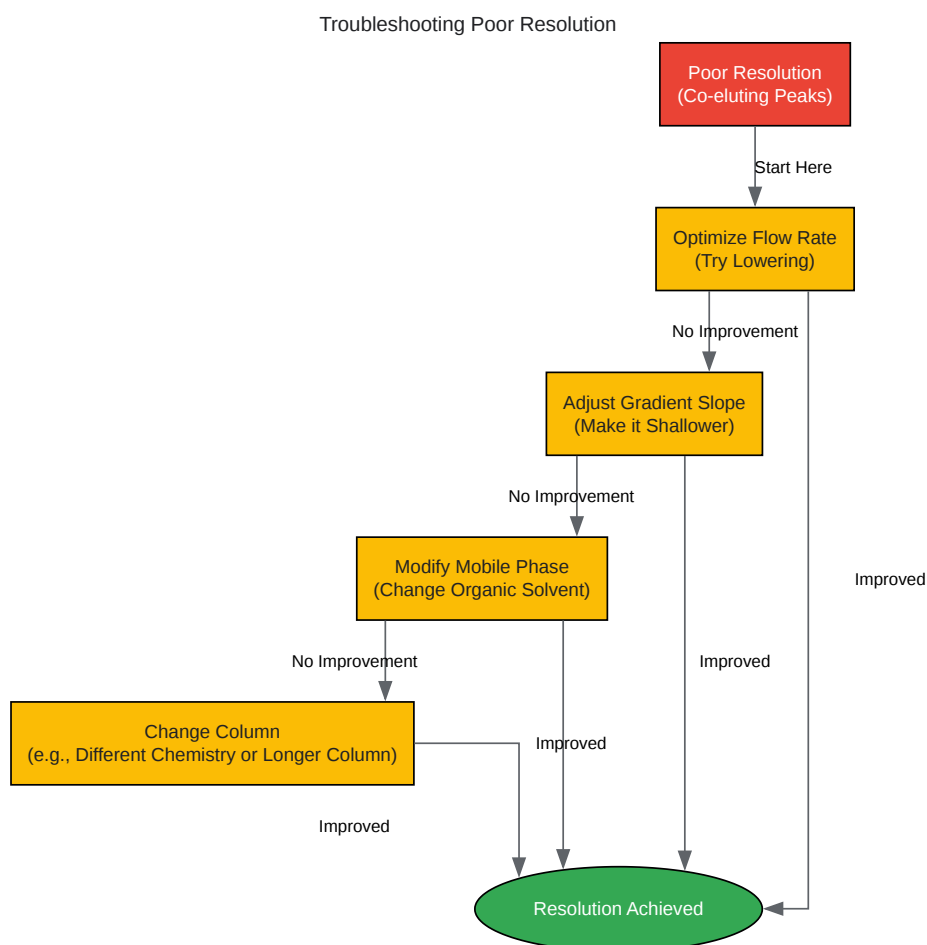 Troubleshooting Poor Resolution
Poor Resolution
(Co-eluting Peaks)
Start Here
Optimize Flow Rate
(Try Lowering)
No Improvement
Adjust Gradient Slope
(Make it Shallower)
No Improvement
Modify Mobile Phase
(Change Organic Solvent)
Improved
No Improvement
Improved
Change Column
(e.g., Different Chemistry or Longer Column)
Improved
Improved
Resolution Achieved